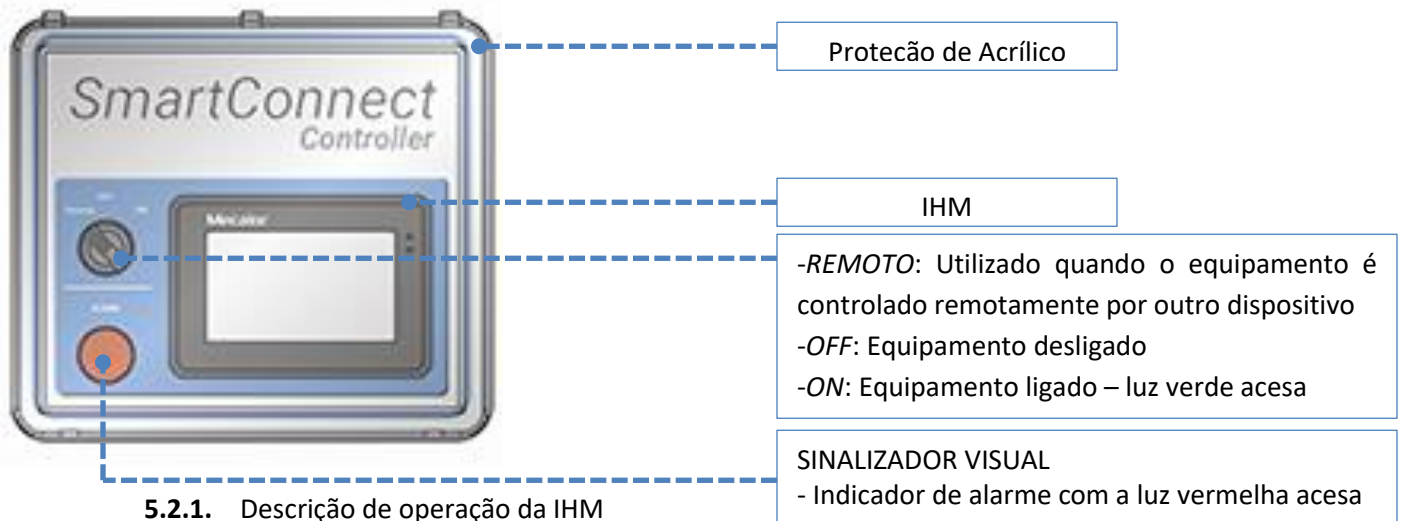 SmartConnect
Controller
Protecão de Acrílico
IHM
-REMOTO: Utilizado quando o equipamento é
controlado remotamente por outro dispositivo
-OFF: Equipamento desligado
-ON: Equipamento ligado – luz verde acesa
SINALIZADOR VISUAL
- Indicador de alarme com a luz vermelha acesa
5.2.1. Descrição de operação da IHM